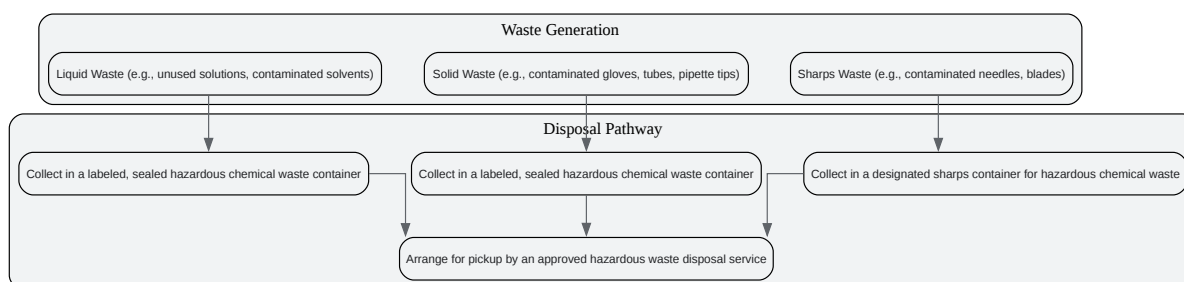 Waste Generation
Liquid Waste (e.g., unused solutions, contaminated solvents)
Solid Waste (e.g., contaminated gloves, tubes, pipette tips)
Sharps Waste (e.g., contaminated needles, blades)
Disposal Pathway
Collect in a labeled, sealed hazardous chemical waste container
Collect in a labeled, sealed hazardous chemical waste container
Collect in a designated sharps container for hazardous chemical waste
Arrange for pickup by an approved hazardous waste disposal service